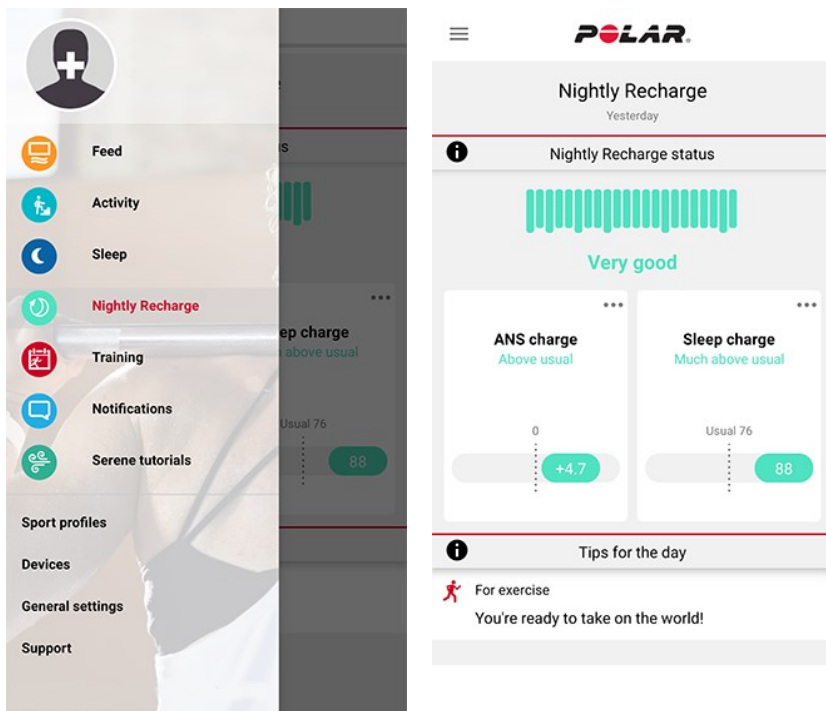 Feed
Activity
Sleep
Nightly Recharge
Training
Notifications
Serene tutorials
Sport profiles
Devices
General settings
Support
ep charge
above usual
Usual 76
88
POLAR
Nightly Recharge
Yesterday
Nightly Recharge status
Very good
ANS charge
Above usual
0
+4.7
Sleep charge
Much above usual
Usual 76
88
Tips for the day
For exercise
You're ready to take on the world!